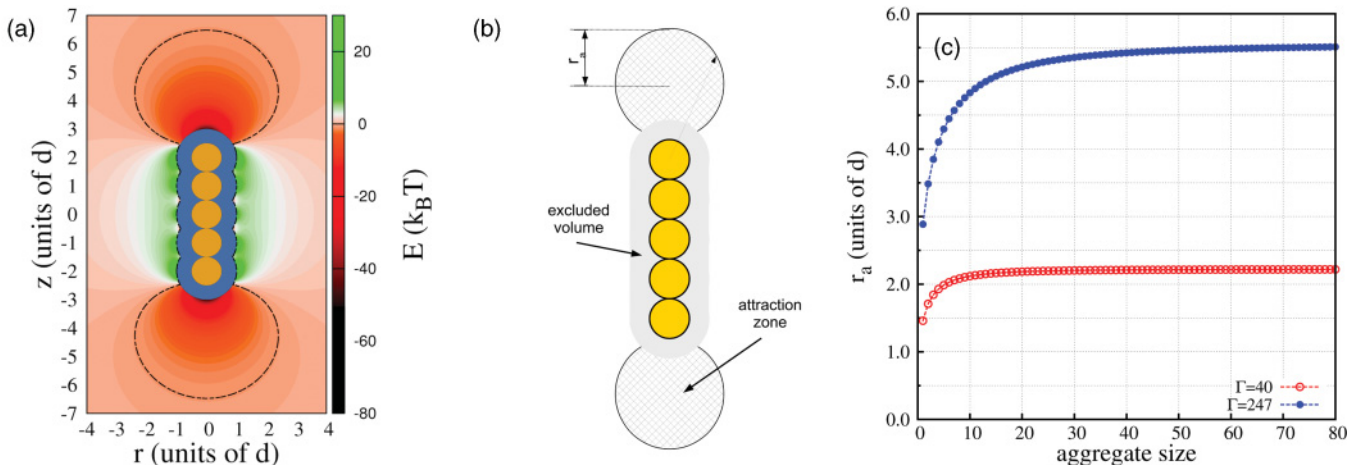 (a)
7
6
5
4
3
2
1
0
-1
-2
-3
-4
-5
-6
-7
z (units of d)
-4 -3 -2 -1 0 1 2 3 4
r (units of d)
20
0
-20
-40
-60
-80
E (kBT)
(b)
ra
excluded
volume
attraction
zone
(c)
5.0
6.0
5.0
4.0
3.0
2.0
1.0
0.0
ra (units of d)
0 10 20 30 40 50 60 70 80
aggregate size
Γ=40
Γ=247